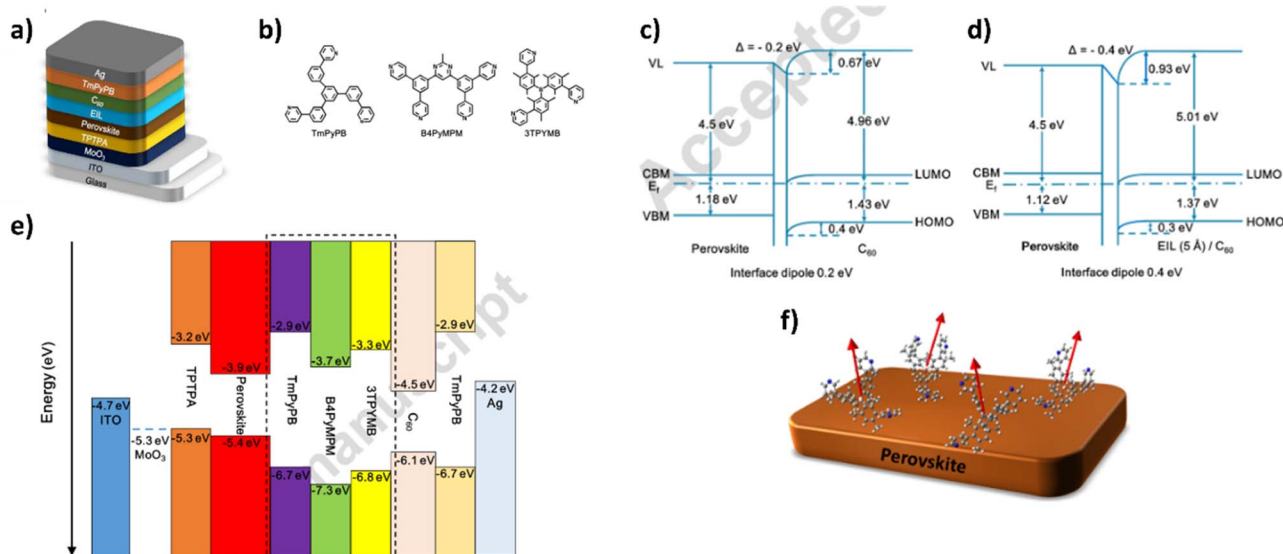 a)
Ag
TmPyPB
C60
EIL
Perovskite
TPTPA
MoO3
ITO
Glass
b)
TmPyPB
B4PyMPM
3TPYMB
c)
Δ = - 0.2 eV
VL
0.67 eV
4.5 eV
4.96 eV
CBM
LUMO
Ef
1.18 eV
1.43 eV
VBM
HOMO
0.4 eV
Perovskite
C60
Interface dipole 0.2 eV
d)
Δ = - 0.4 eV
VL
0.93 eV
4.5 eV
5.01 eV
CBM
LUMO
Ef
1.12 eV
1.37 eV
VBM
HOMO
0.3 eV
Perovskite
EIL (5 Å) / C60
Interface dipole 0.4 eV
e)
Energy (eV)
-4.7 eV
ITO
-5.3 eV
MoO3
-3.2 eV
TPTPA
-5.3 eV
-3.9 eV
Perovskite
-5.4 eV
-2.9 eV
TmPyPB
-6.7 eV
-3.7 eV
B4PyMPM
-7.3 eV
-3.3 eV
3TPYMB
-6.8 eV
-4.5 eV
C60
-6.1 eV
-2.9 eV
TmPyPB
-6.7 eV
-4.2 eV
Ag
f)
Perovskite
Accepted
manuscript